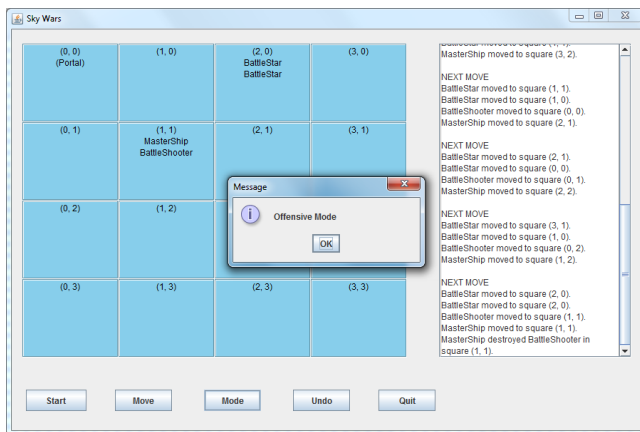 Sky Wars
(0, 0)
(Portal)
(1, 0)
(2, 0)
BattleStar
BattleStar
(3, 0)
(0, 1)
(1, 1)
MasterShip
BattleShooter
(2, 1)
(3, 1)
(0, 2)
(1, 2)
(0, 3)
(1, 3)
(2, 3)
(3, 3)
Message
Offensive Mode
OK
MasterShip moved to square (3, 2).
NEXT MOVE
BattleStar moved to square (1, 1).
BattleStar moved to square (1, 0).
BattleShooter moved to square (0, 0).
MasterShip moved to square (2, 1).
NEXT MOVE
BattleStar moved to square (2, 1).
BattleStar moved to square (0, 0).
BattleShooter moved to square (0, 1).
MasterShip moved to square (2, 2).
NEXT MOVE
BattleStar moved to square (3, 1).
BattleStar moved to square (1, 0).
BattleShooter moved to square (0, 2).
MasterShip moved to square (1, 2).
NEXT MOVE
BattleStar moved to square (2, 0).
BattleStar moved to square (2, 0).
BattleShooter moved to square (1, 1).
MasterShip moved to square (1, 1).
MasterShip destroyed BattleShooter in
square (1, 1).
Start
Move
Mode
Undo
Quit